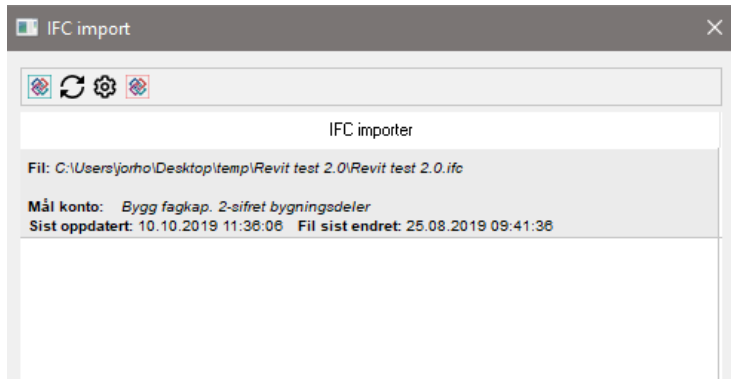 IFC import
IFC importer
Fil: C:\Users\jorho\Desktop\temp\Revit test 2.0\Revit test 2.0.ifc
Mål konto: Bygg fagkap. 2-sifret bygningsdeler
Sist oppdatert: 10.10.2019 11:36:06 Fil sist endret: 25.08.2019 09:41:36